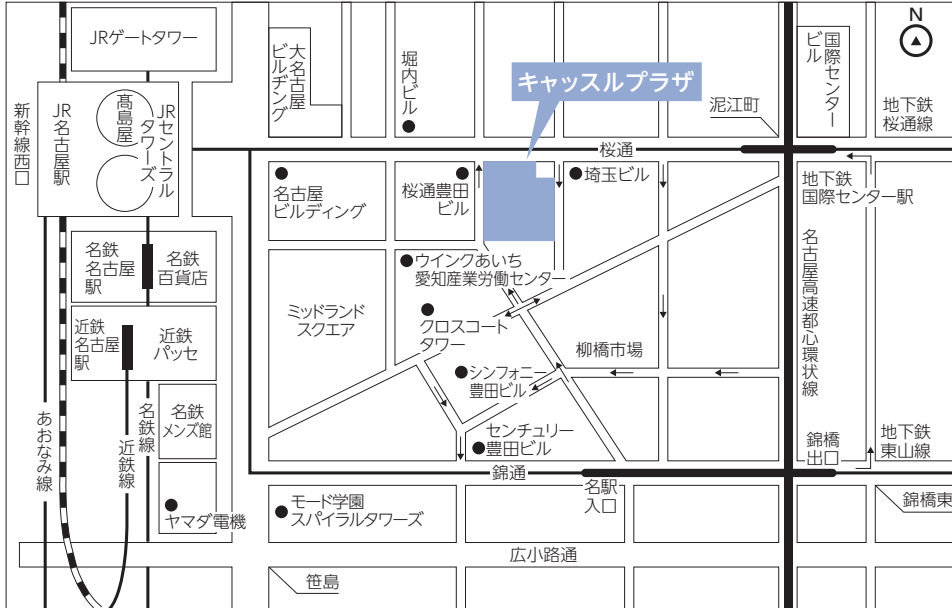 N
JRゲートタワー
大名古屋
ビルヂング
堀内ビル
キャッスルプラザ
泥江町
国際センター
ビル
地下鉄
桜通線
新幹線西口
JR名古屋駅
髙島屋
JRセントラル
タワーズ
桜通
名古屋
ビルディング
桜通豊田
ビル
埼玉ビル
地下鉄
国際センター駅
名鉄
名古屋
駅
名鉄
百貨店
ウインクあいち
愛知産業労働センター
ミッドランド
スクエア
クロスコート
タワー
名古屋高速都心環状線
近鉄
名古屋
駅
近鉄
パッセ
柳橋市場
シンフォニー
豊田ビル
あおなみ線
近鉄線
名鉄線
名鉄
メンズ館
センチュリー
豊田ビル
錦橋
出口
地下鉄
東山線
錦通
名駅
入口
錦橋東
ヤマダ電機
モード学園
スパイラルタワーズ
広小路通
笹島